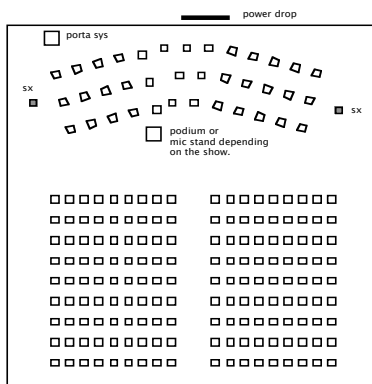 power drop
porta sys
sx
sx
podium or
mic stand depending
on the show.